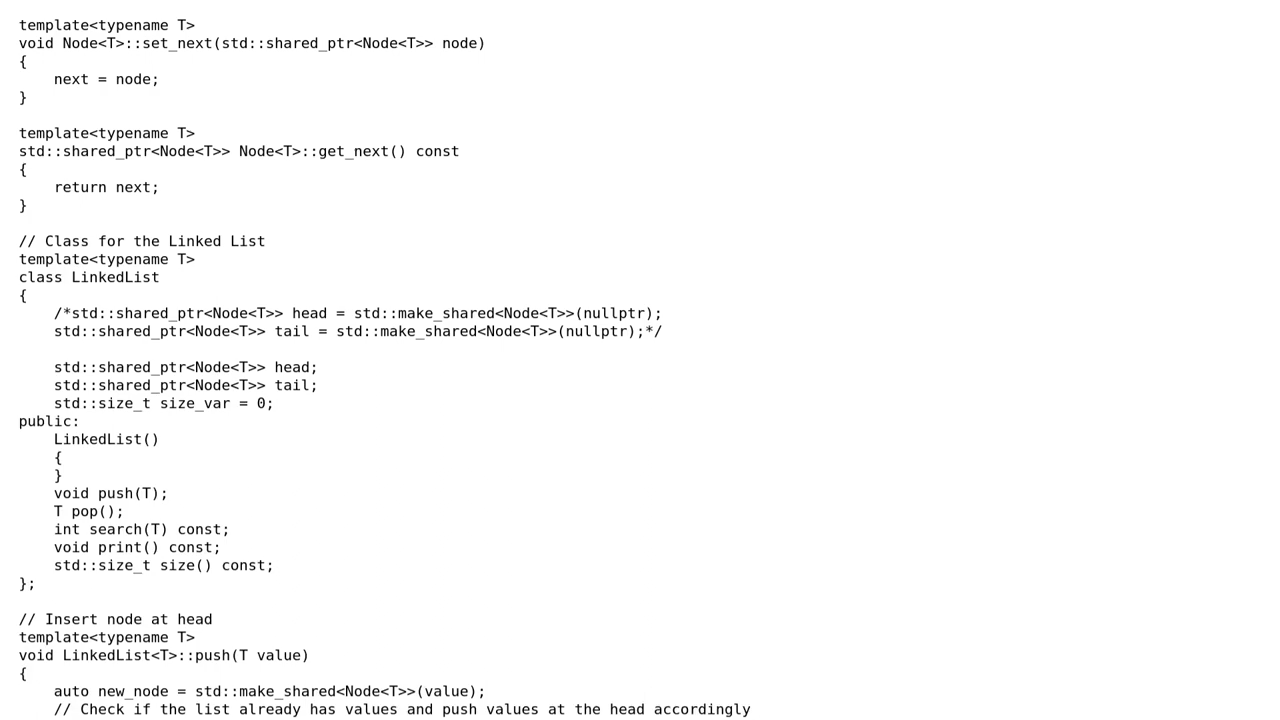 template<typename T>
void Node<T>::set_next(std::shared_ptr<Node<T>> node)
{
    next = node;
}

template<typename T>
std::shared_ptr<Node<T>> Node<T>::get_next() const
{
    return next;
}

// Class for the Linked List
template<typename T>
class LinkedList
{
    /*std::shared_ptr<Node<T>> head = std::make_shared<Node<T>>(nullptr);
    std::shared_ptr<Node<T>> tail = std::make_shared<Node<T>>(nullptr);*/

    std::shared_ptr<Node<T>> head;
    std::shared_ptr<Node<T>> tail;
    std::size_t size_var = 0;
public:
    LinkedList()
    {
    }
    void push(T);
    T pop();
    int search(T) const;
    void print() const;
    std::size_t size() const;
};

// Insert node at head
template<typename T>
void LinkedList<T>::push(T value)
{
    auto new_node = std::make_shared<Node<T>>(value);
    // Check if the list already has values and push values at the head accordingly